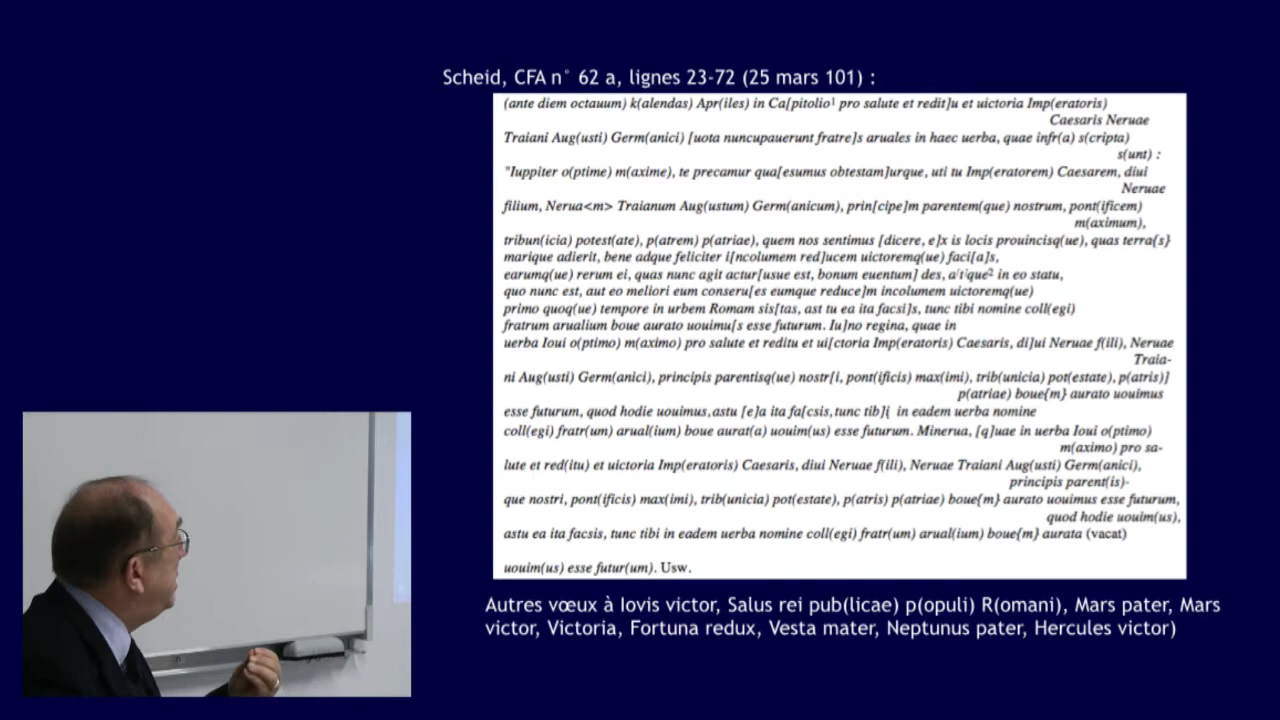 Scheid, CFA n° 62 a, lignes 23-72 (25 mars 101) :
(ante diem octauum) k(alendas) Apr(iles) in Ca[pitolio¹ pro salute et redit]u et uictoria Imp(eratoris)
Caesaris Neruae
Traiani Aug(usti) Germ(anici) [uota nuncupauerunt fratre]s aruales in haec uerba, quae infr(a) s(cripta)
s(unt) :
"Iuppiter o(ptime) m(axime), te precamur qua[esumus obtestam]urque, uti tu Imp(eratorem) Caesarem, diui
Neruae
filium, Nerua<m> Traianum Aug(ustum) Germ(anicum), prin[cipe]m parentem(que) nostrum, pont(ificem)
m(aximum),
tribun(icia) potest(ate), p(atrem) p(atriae), quem nos sentimus [dicere, e]x is locis prouincisq(ue), quas terra{s}
marique adierit, bene adque feliciter i[ncolumem red]ucem uictoremq(ue) faci[a]s,
earumq(ue) rerum ei, quas nunc agit actur[usue est, bonum euentum] des, a't'que² in eo statu,
quo nunc est, aut eo meliori eum conseru[es eumque reduce]m incolumem uictoremq(ue)
primo quoq(ue) tempore in urbem Romam sis[tas, ast tu ea ita facsi]s, tunc tibi nomine coll(egi)
fratrum arualium boue aurato uouimu[s esse futurum. Iu]no regina, quae in
uerba Ioui o(ptimo) m(aximo) pro salute et reditu et ui[ctoria Imp(eratoris) Caesaris, di]ui Neruae f(ili), Neruae
Traia-
ni Aug(usti) Germ(anici), principis parentisq(ue) nostr[i, pont(ificis) max(imi), trib(unicia) pot(estate), p(atris)]
p(atriae) boue{m} aurato uouimus
esse futurum, quod hodie uouimus,astu [e]a ita fa[csis,tunc tib]i in eadem uerba nomine
coll(egi) fratr(um) arual(ium) boue aurat(a) uouim(us) esse futurum. Minerua, [q]uae in uerba Ioui o(ptimo)
m(aximo) pro sa-
lute et red(itu) et uictoria Imp(eratoris) Caesaris, diui Neruae f(ili), Neruae Traiani Aug(usti) Germ(anici),
principis parent(is)-
que nostri, pont(ificis) max(imi), trib(unicia) pot(estate), p(atris) p(atriae) boue{m} aurato uouimus esse futurum,
quod hodie uouim(us),
astu ea ita facsis, tunc tibi in eadem uerba nomine coll(egi) fratr(um) arual(ium) boue{m} aurata (vacat)
uouim(us) esse futur(um). Usw.
Autres vœux à Iovis victor, Salus rei pub(licae) p(opuli) R(omani), Mars pater, Mars
victor, Victoria, Fortuna redux, Vesta mater, Neptunus pater, Hercules victor)